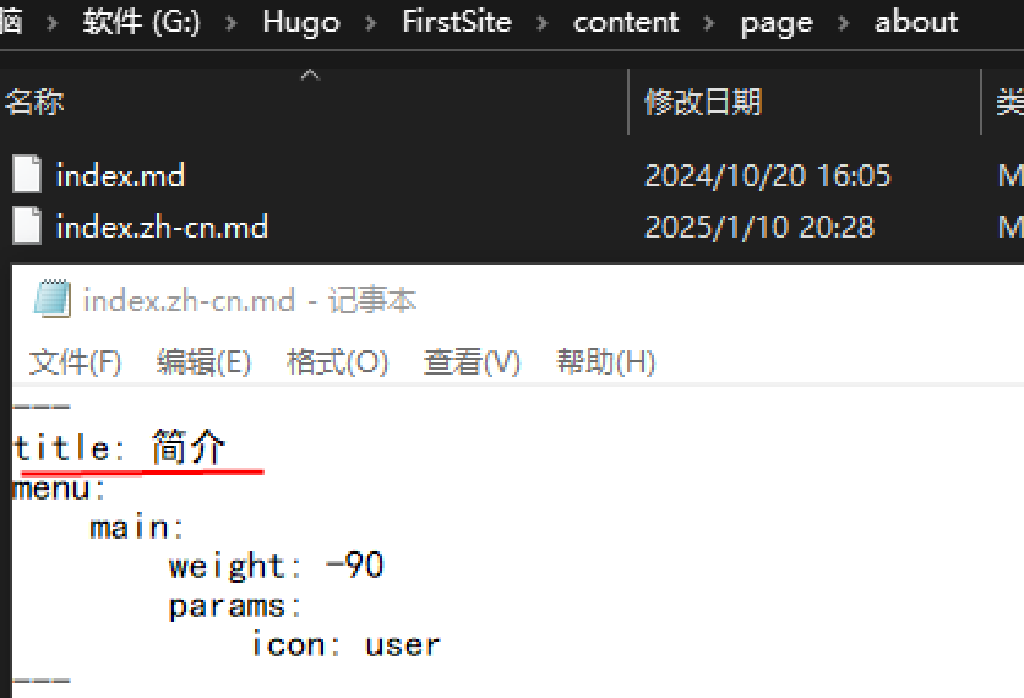 脑 › 软件 (G:) › Hugo › FirstSite › content › page › about
名称 修改日期 类
index.md 2024/10/20 16:05 M
index.zh-cn.md 2025/1/10 20:28 M
index.zh-cn.md - 记事本
文件(F) 编辑(E) 格式(O) 查看(V) 帮助(H)
---
title: 简介
menu:
    main:
        weight: -90
        params:
            icon: user
---